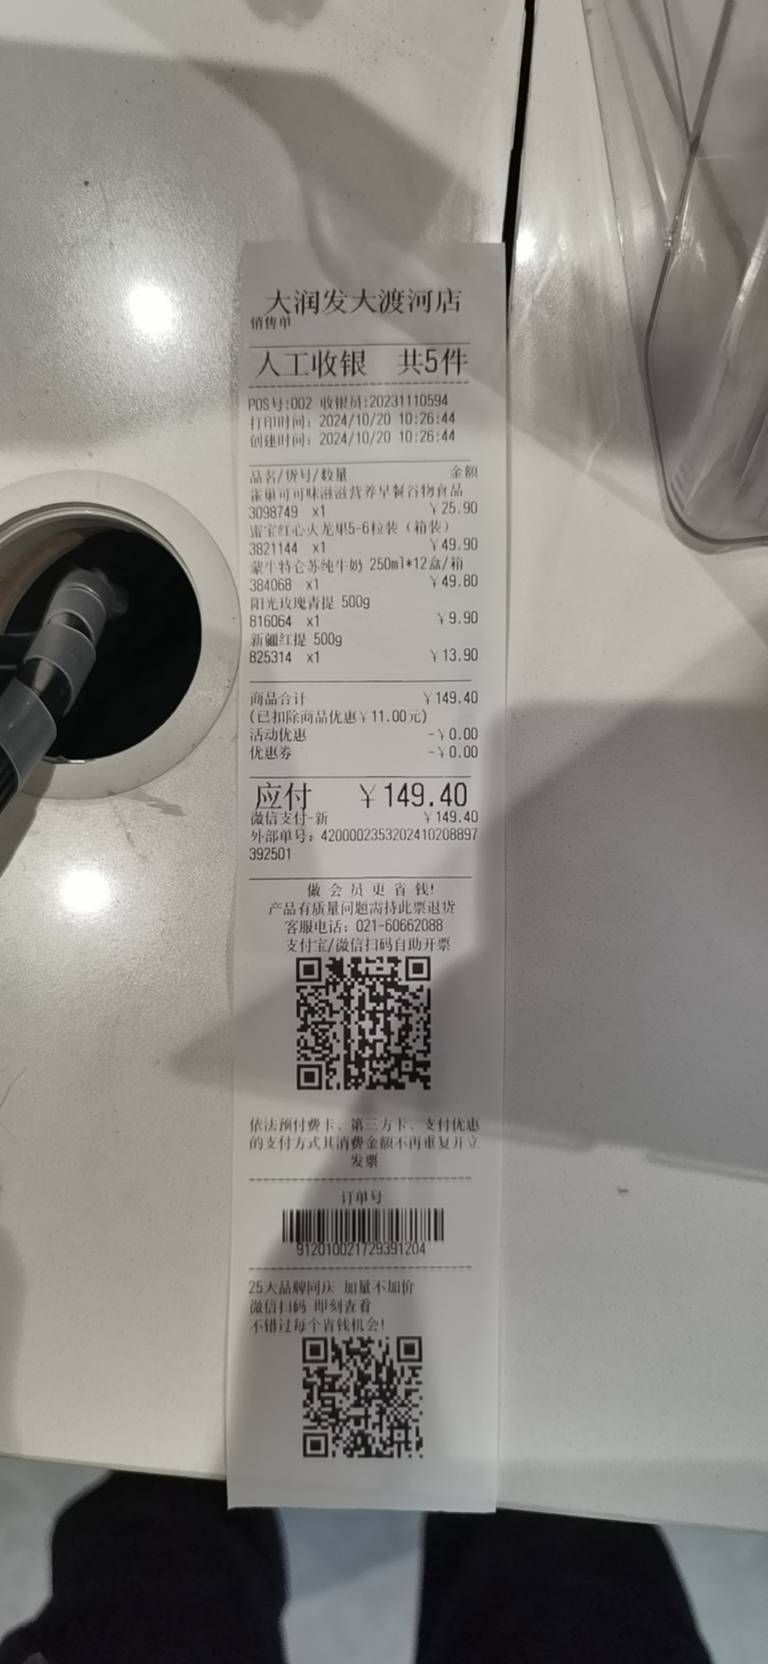 大润发大渡河店
销售单
人工收银 共5件
POS号:002 收银员:20231110594
打印时间: 2024/10/20 10:26:44
创建时间: 2024/10/20 10:26:44
品名/货号/数量 金额
雀巢可可味滋滋营养早餐谷物食品
3098749 x1 ￥25.90
蜜宝红心火龙果5-6粒装（箱装）
3821144 x1 ￥49.90
蒙牛特仑苏纯牛奶 250ml*12盒/箱
384068 x1 ￥49.80
阳光玫瑰青提 500g
816064 x1 ￥9.90
新疆红提 500g
825314 x1 ￥13.90
商品合计 ￥149.40
(已扣除商品优惠￥11.00元)
活动优惠 -￥0.00
优惠券 -￥0.00
应付 ￥149.40
微信支付-新 ￥149.40
外部单号: 4200002353202410208897
392501
做会员更省钱!
产品有质量问题需持此票退货
客服电话: 021-60662088
支付宝/微信扫码自助开票
依法预付费卡、第三方卡、支付优惠
的支付方式其消费金额不再重复开立
发票
订单号
912010021729391204
25大品牌同庆 加量不加价
微信扫码 即刻查看
不错过每个省钱机会!